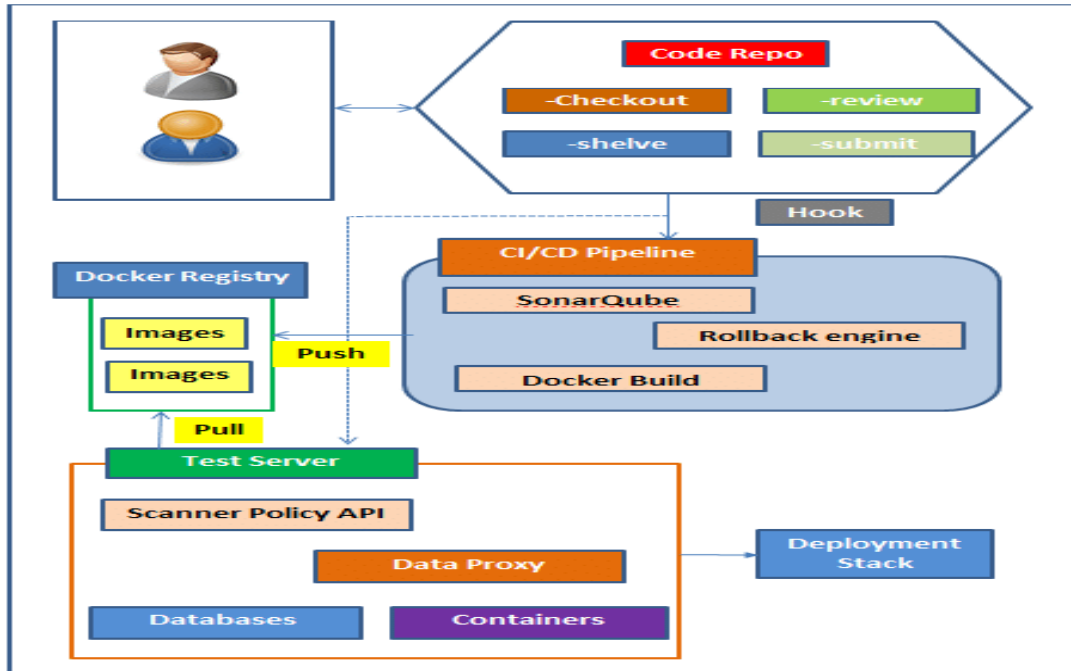 Code Repo
-Checkout
-review
-shelve
-submit
Hook
CI/CD Pipeline
Docker Registry
SonarQube
Images
Rollback engine
Push
Images
Docker Build
Pull
Test Server
Scanner Policy API
Data Proxy
Deployment
Stack
Databases
Containers